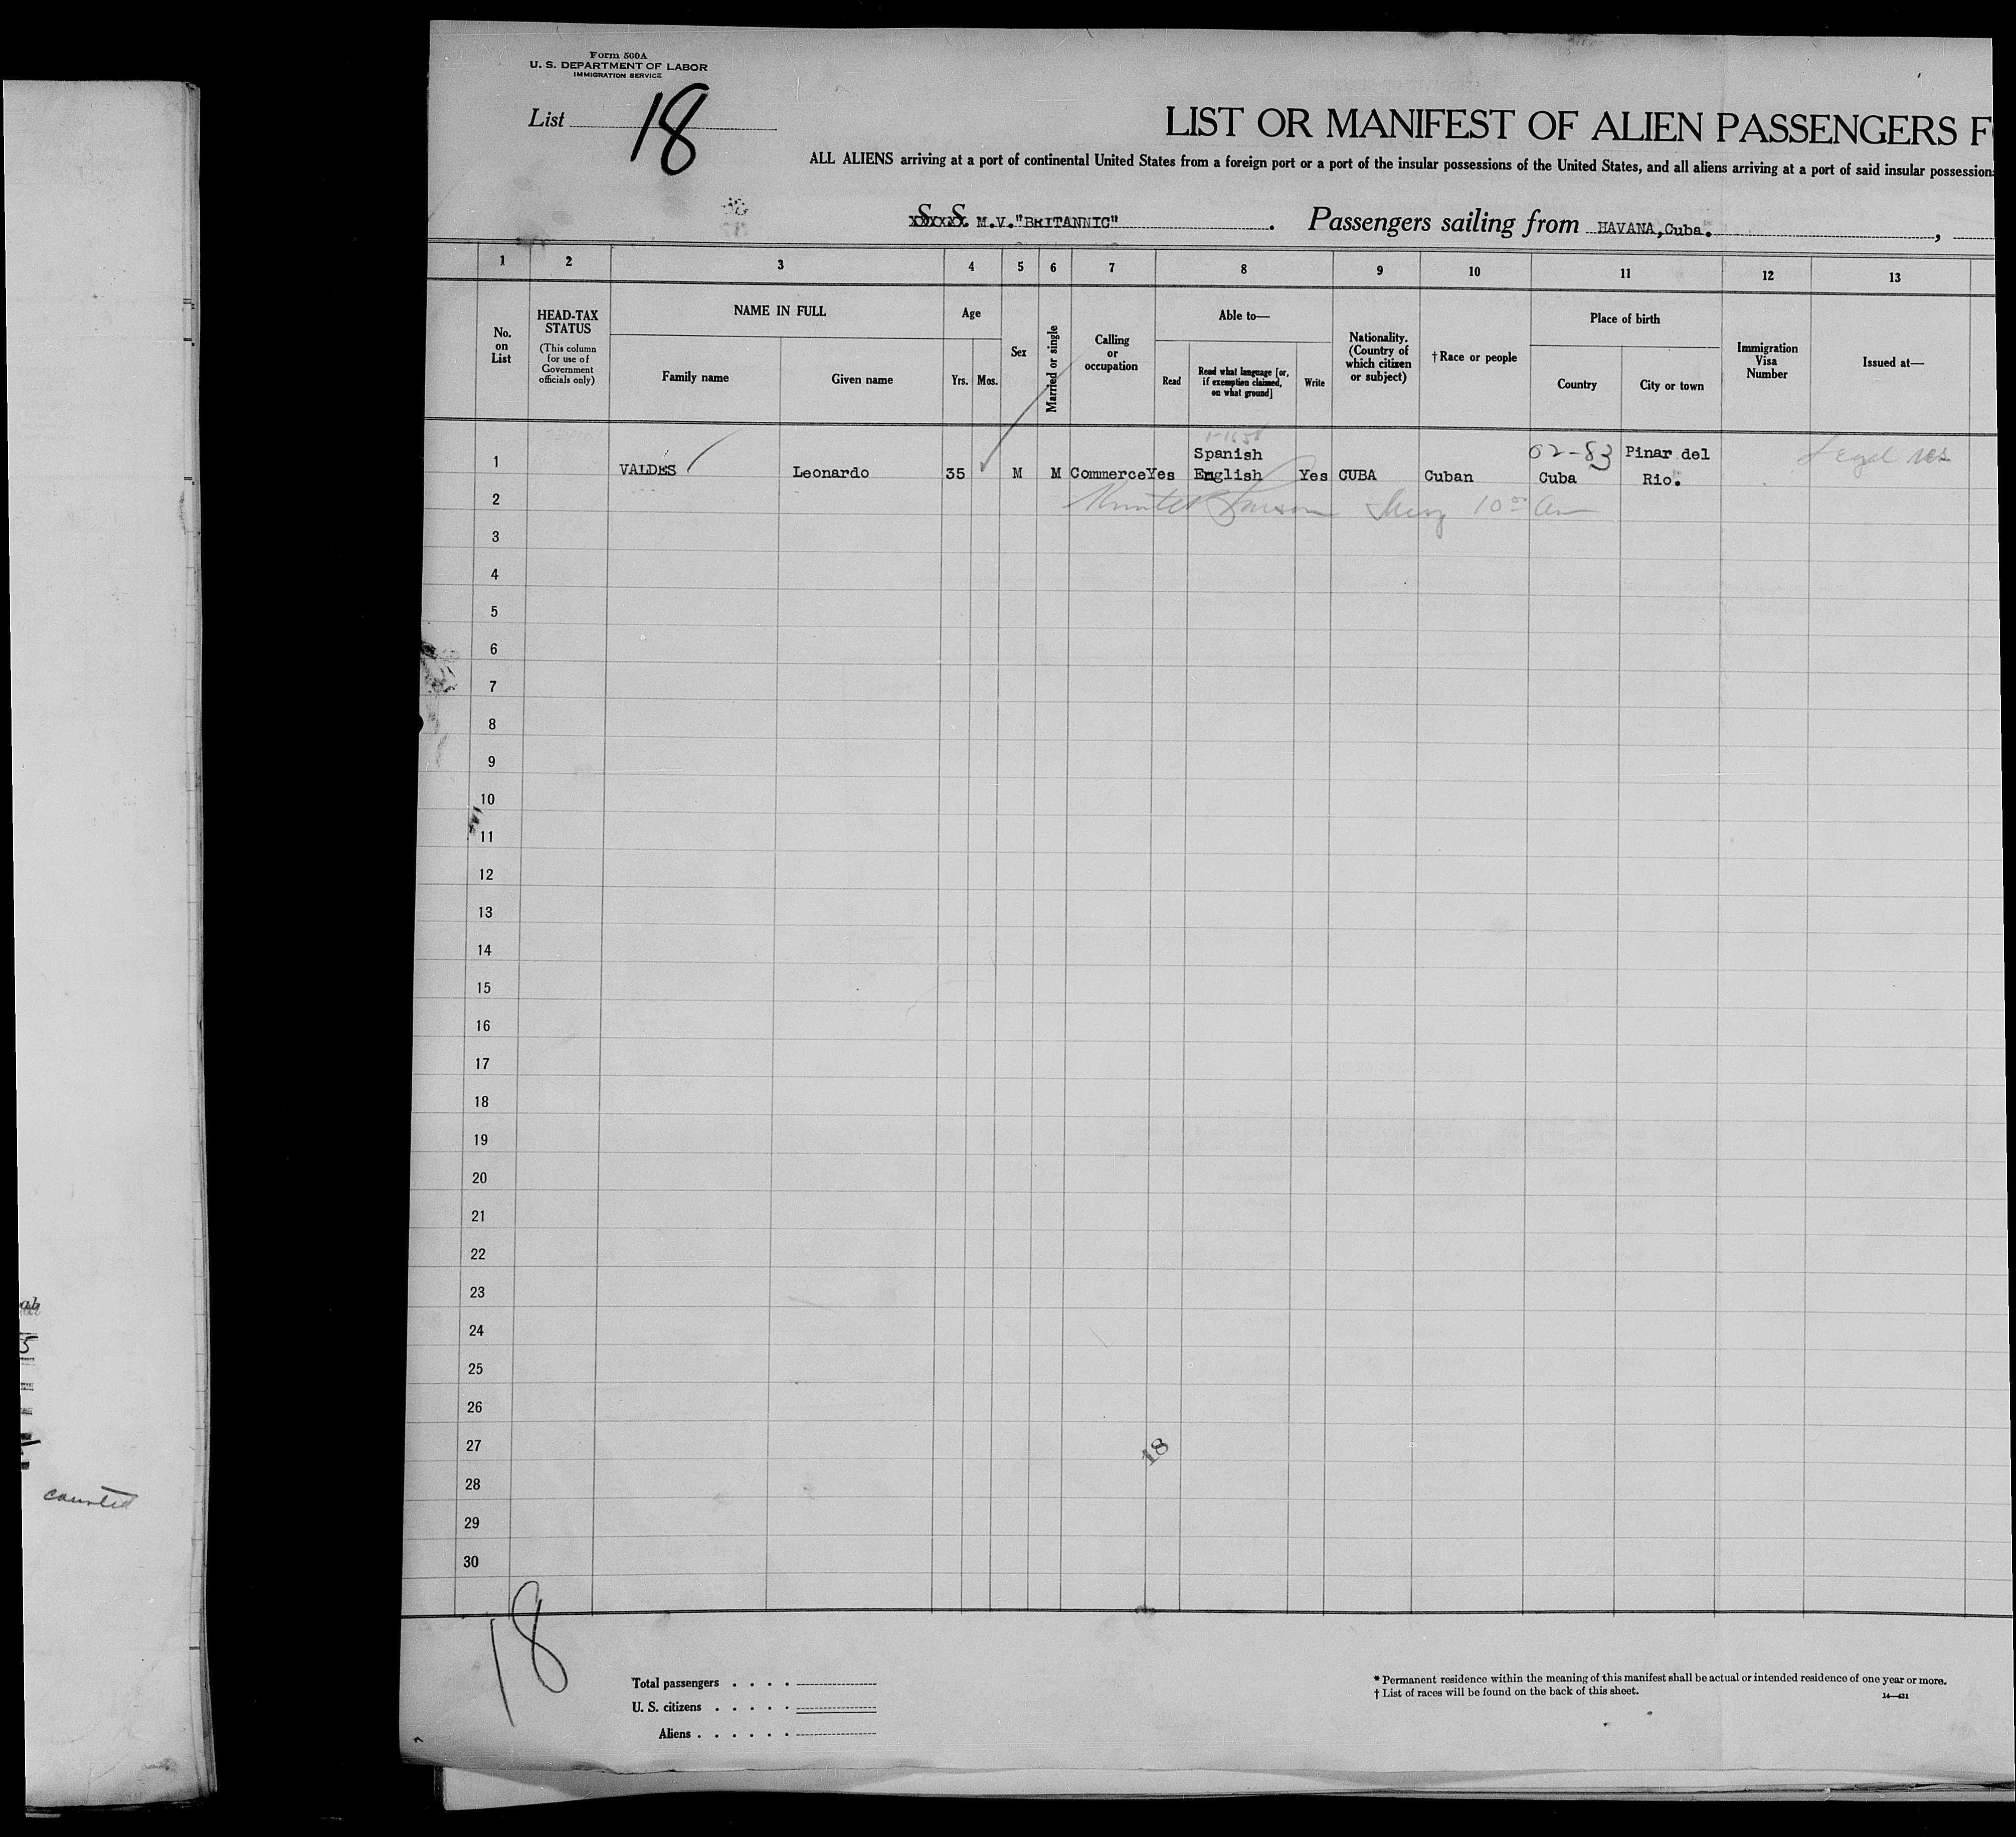 Form 500A
U. S. DEPARTMENT OF LABOR
IMMIGRATION SERVICE
List 18
LIST OR MANIFEST OF ALIEN PASSENGERS F
ALL ALIENS arriving at a port of continental United States from a foreign port or a port of the insular possessions of the United States, and all aliens arriving at a port of said insular possession
S. S. M.V."BRITANNIC" . Passengers sailing from HAVANA,Cuba. ,
1 2 3 4 5 6 7 8 9 10 11 12 13
No. on List
HEAD-TAX STATUS
(This column for use of Government officials only)
NAME IN FULL
Family name
Given name
Age
Yrs. Mos.
Sex
Married or single
Calling or occupation
Able to—
Read
Read what language [or, if exemption claimed, on what ground]
Write
Nationality. (Country of which citizen or subject)
†Race or people
Place of birth
Country
City or town
Immigration Visa Number
Issued at—
1 VALDES Leonardo 35 M M Commerce Yes Spanish English Yes CUBA Cuban 02-83 Cuba Pinar del Rio. Legal res
2 10 00 am
3
4
5
6
7
8
9
10
11
12
13
14
15
16
17
18
19
20
21
22
23
24
25
26
27
18
28
29
30
18
Total passengers . . . .
U. S. citizens . . . . .
Aliens . . . . . .
* Permanent residence within the meaning of this manifest shall be actual or intended residence of one year or more.
† List of races will be found on the back of this sheet.
14—431
ab
5
counted